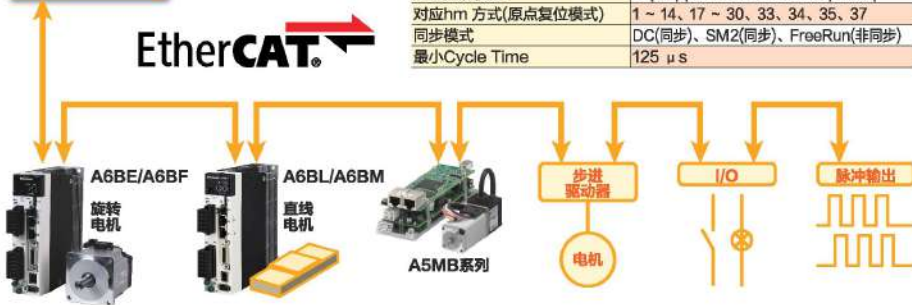 对应hm 方式(原点复位模式) 1 ~ 14、17 ~ 30、33、34、35、37
同步模式 DC(同步)、SM2(同步)、FreeRun(非同步)
最小Cycle Time 125 μs
EtherCAT®
A6BE/A6BF
旋转
电机
A6BL/A6BM
直线
电机
A5MB系列
步进
驱动器
电机
I/O
脉冲输出